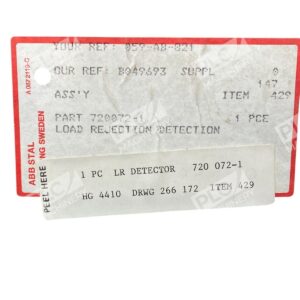 YOUR REF: 059-AB-021
OUR REF: B049693 SUPPL 0
147
ASS'Y ITEM 429
PART 720072-1 1 PCE
LOAD REJECTION DETECTION
1 PC LR DETECTOR 720 072-1
HG 4410 DRWG 266 172 ITEM 429
ABB STAL
NG SWEDEN
PEEL HERE